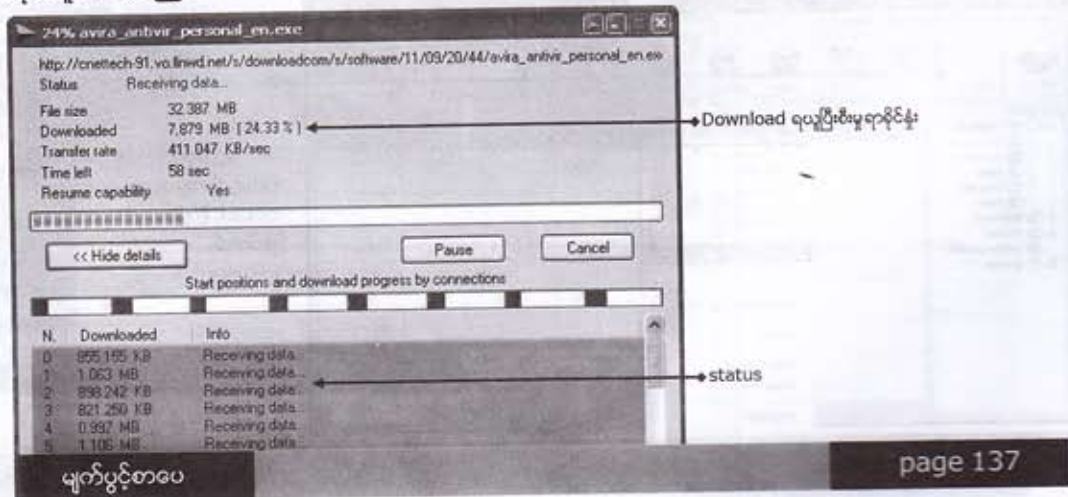 24% avira_antivir_personal_en.exe
http://cnettech-91.vo.llnwd.net/s/downloadcom/s/software/11/09/20/44/avira_antivir_personal_en.exe
Status Receiving data...
File size 32.387 MB
Downloaded 7.879 MB ( 24.33 % )
Download ရယူပြီးစီးမှုရာခိုင်နှုံး
Transfer rate 411.047 KB/sec
Time left 58 sec
Resume capability Yes
<< Hide details Pause Cancel
Start positions and download progress by connections
N. Downloaded Info
0 855.155 KB Receiving data...
1 1.063 MB Receiving data...
status
2 898.242 KB Receiving data...
3 821.250 KB Receiving data...
4 0.992 MB Receiving data...
5 1.106 MB Receiving data...
မျက်ပွင့်စာပေ
page 137